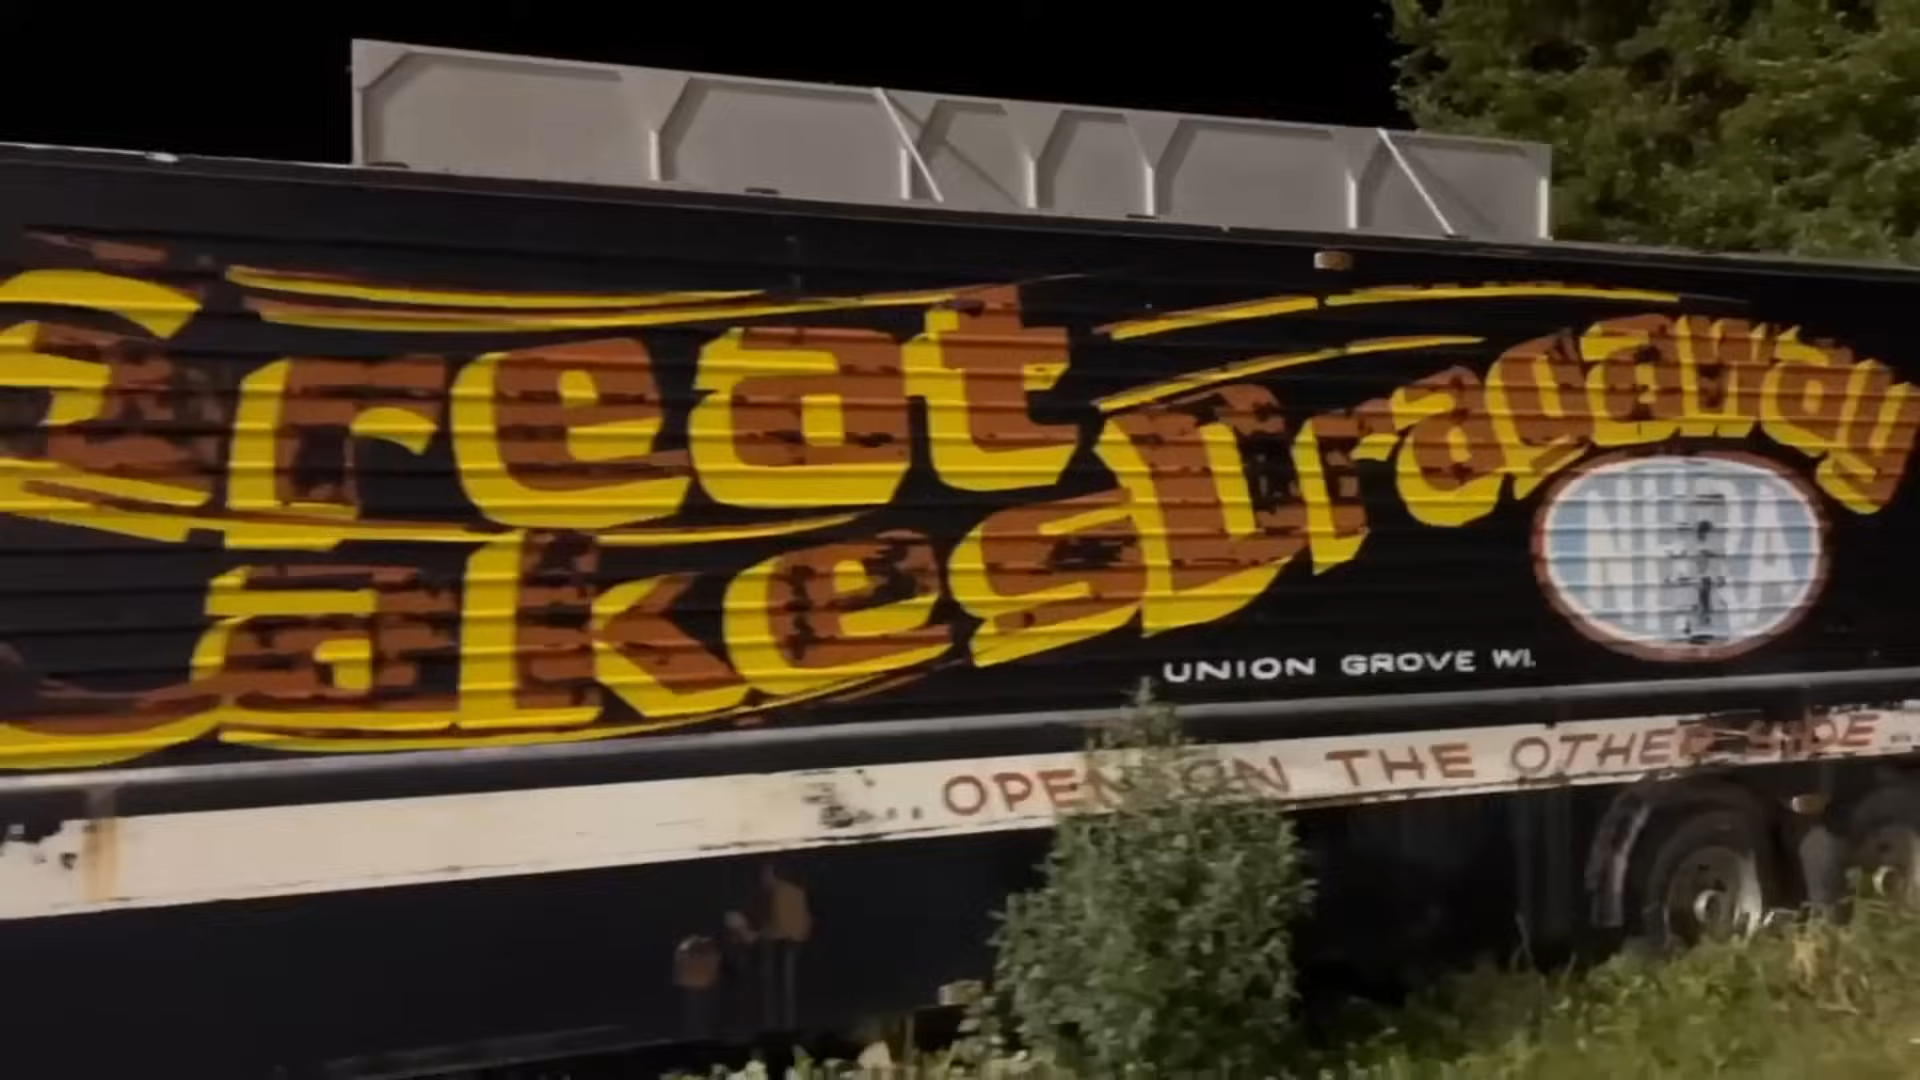 Great
Lakes Dragaway
NHRA
UNION GROVE WI.
... OPEN ON THE OTHER SIDE ...